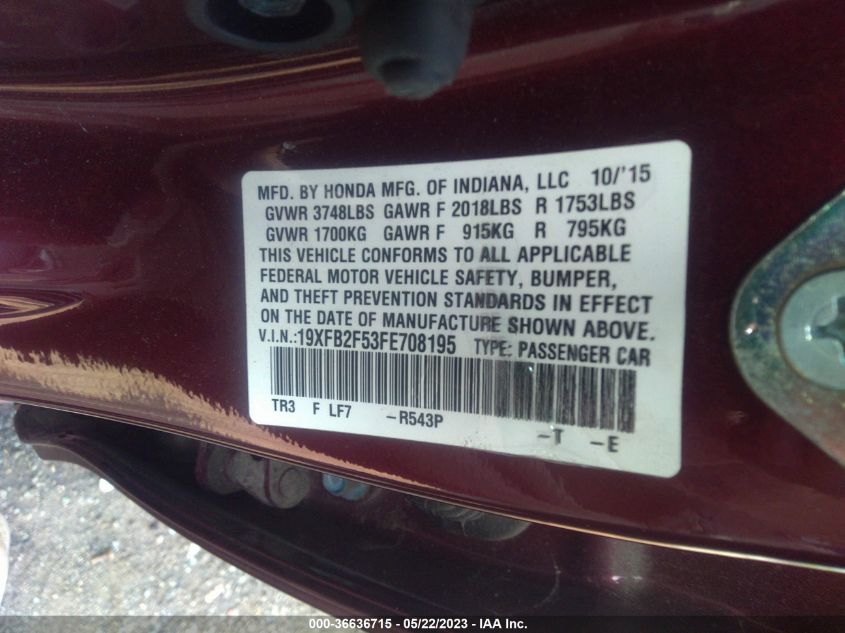 MFD. BY HONDA MFG. OF INDIANA, LLC 10/'15
GVWR 3748LBS GAWR F 2018LBS R 1753LBS
GVWR 1700KG GAWR F 915KG R 795KG
THIS VEHICLE CONFORMS TO ALL APPLICABLE
FEDERAL MOTOR VEHICLE SAFETY, BUMPER,
AND THEFT PREVENTION STANDARDS IN EFFECT
ON THE DATE OF MANUFACTURE SHOWN ABOVE.
V.I.N.:19XFB2F53FE708195 TYPE: PASSENGER CAR
TR3 F LF7 -R543P -T -E
000-36636715 - 05/22/2023 - IAA Inc.